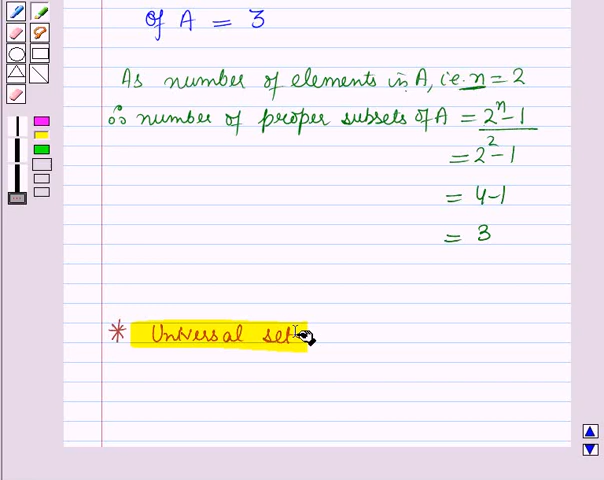 of A = 3
As number of elements in A, i.e. n = 2
∴ number of proper subsets of A = 2ⁿ-1
= 2²-1
= 4-1
= 3
* Universal set